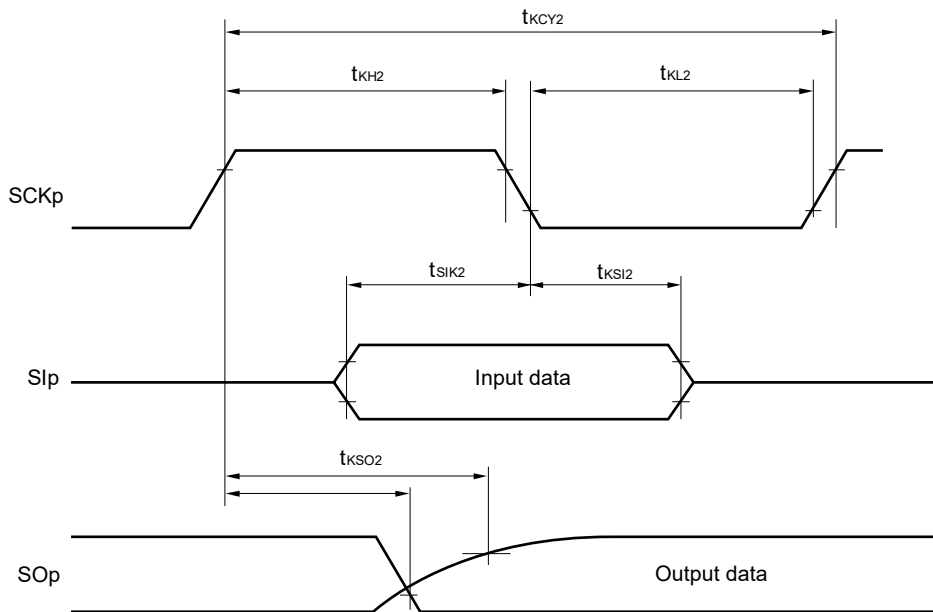 tKCY2
tKH2
tKL2
SCKp
tSIK2
tKSI2
SIp
Input data
tKSO2
SOp
Output data